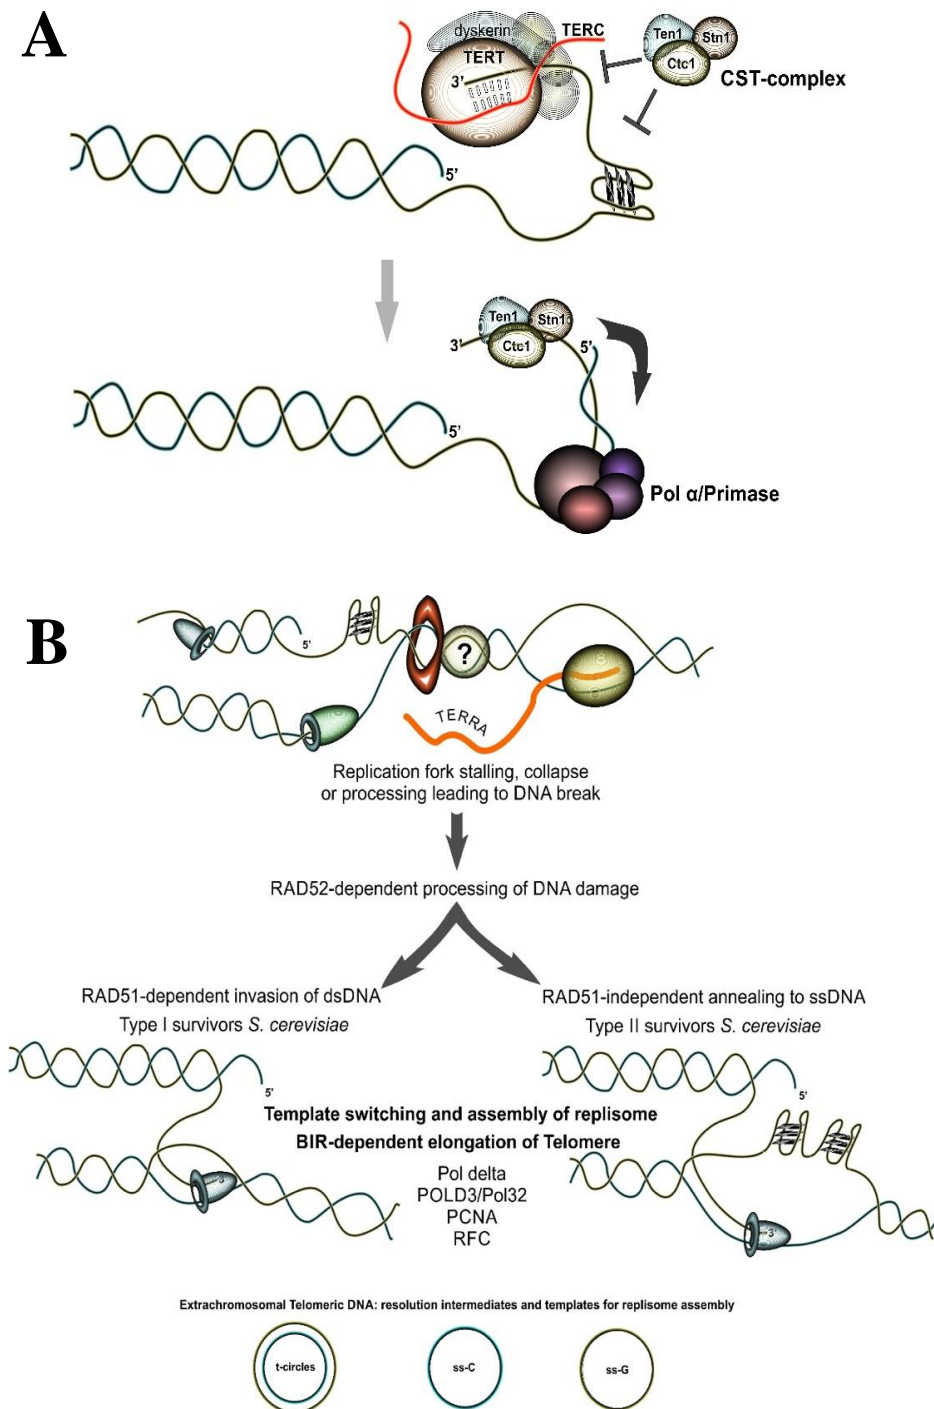 A
dyskerin
TERC
TERT
3'
Ten1
Stn1
Ctc1
CST-complex
5'
Ten1
Stn1
3'
Ctc1
5'
5'
Pol α/Primase
B
5'
?
TERRA
Replication fork stalling, collapse
or processing leading to DNA break
RAD52-dependent processing of DNA damage
RAD51-dependent invasion of dsDNA
Type I survivors S. cerevisiae
RAD51-independent annealing to ssDNA
Type II survivors S. cerevisiae
5'
5'
Template switching and assembly of replisome
BIR-dependent elongation of Telomere
Pol delta
POLD3/Pol32
PCNA
RFC
3'
3'
Extrachromosomal Telomeric DNA: resolution intermediates and templates for replisome assembly
t-circles
ss-C
ss-G